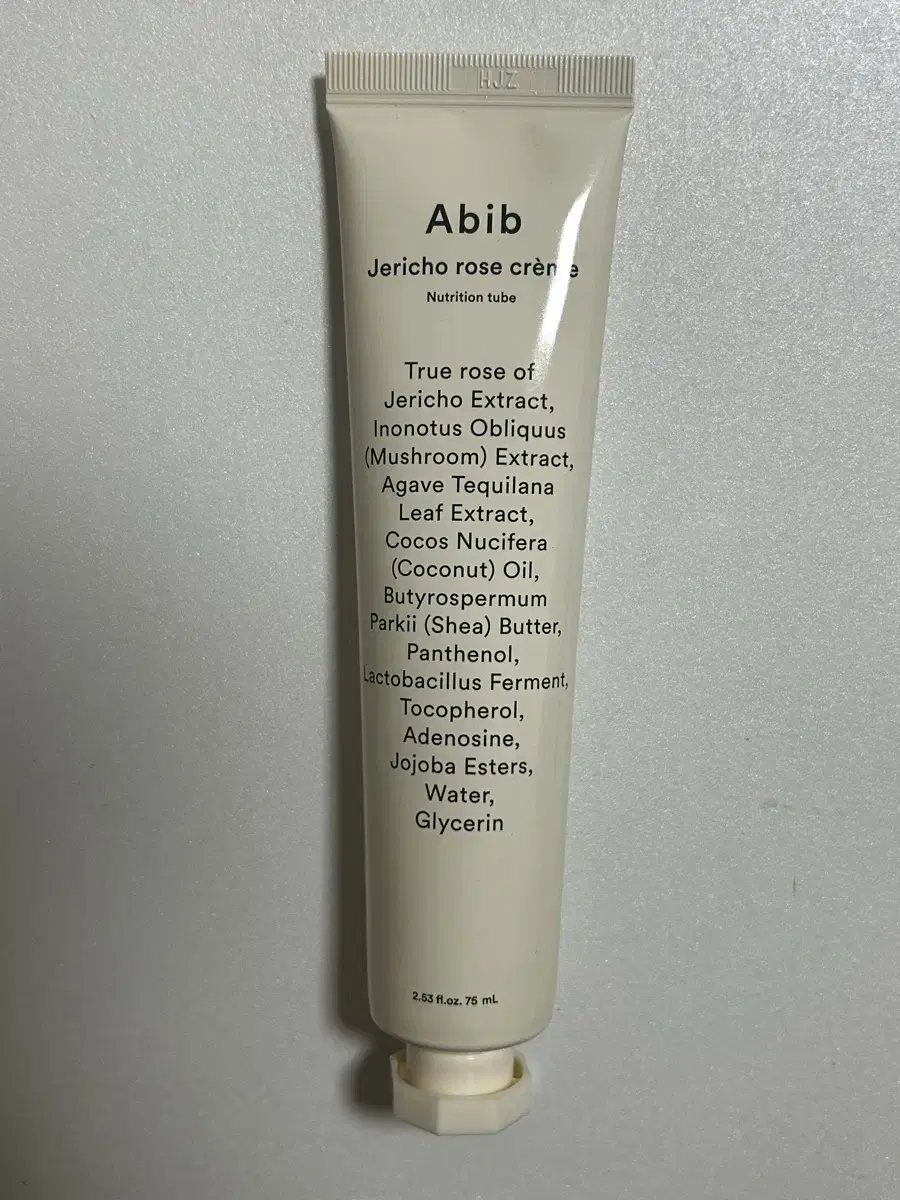 HJZ
Abib
Jericho rose crème
Nutrition tube
True rose of
Jericho Extract,
Inonotus Obliquus
(Mushroom) Extract,
Agave Tequilana
Leaf Extract,
Cocos Nucifera
(Coconut) Oil,
Butyrospermum
Parkii (Shea) Butter,
Panthenol,
Lactobacillus Ferment,
Tocopherol,
Adenosine,
Jojoba Esters,
Water,
Glycerin
2.53 fl.oz. 75 mL